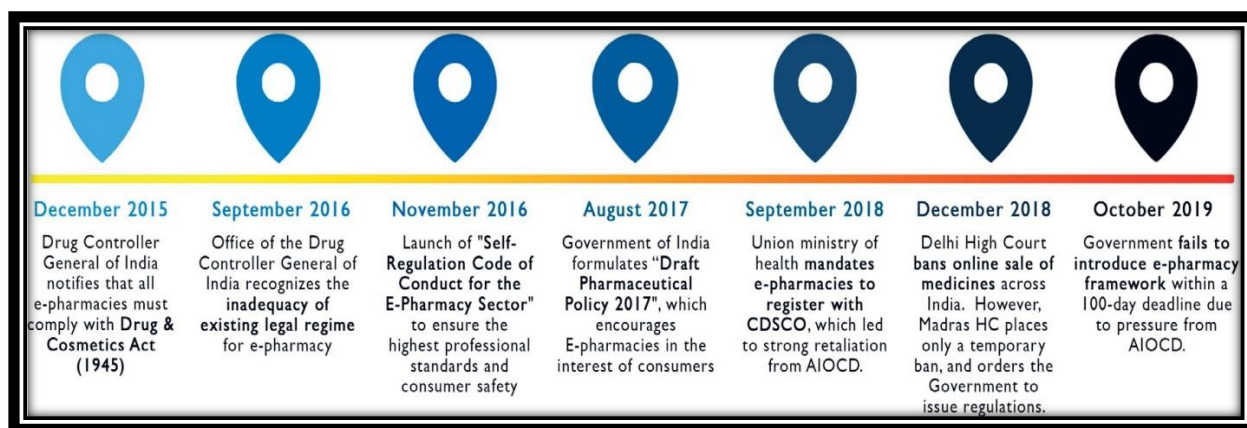 December 2015
Drug Controller
General of India
notifies that all
e-pharmacies must
comply with Drug &
Cosmetics Act
(1945)
September 2016
Office of the Drug
Controller General of
India recognizes the
inadequacy of
existing legal regime
for e-pharmacy
November 2016
Launch of "Self-
Regulation Code of
Conduct for the
E-Pharmacy Sector"
to ensure the
highest professional
standards and
consumer safety
August 2017
Government of India
formulates “Draft
Pharmaceutical
Policy 2017”, which
encourages
E-pharmacies in the
interest of consumers
September 2018
Union ministry of
health mandates
e-pharmacies to
register with
CDSCO, which led
to strong retaliation
from AIOCD.
December 2018
Delhi High Court
bans online sale of
medicines across
India. However,
Madras HC places
only a temporary
ban, and orders the
Government to
issue regulations.
October 2019
Government fails to
introduce e-pharmacy
framework within a
100-day deadline due
to pressure from
AIOCD.